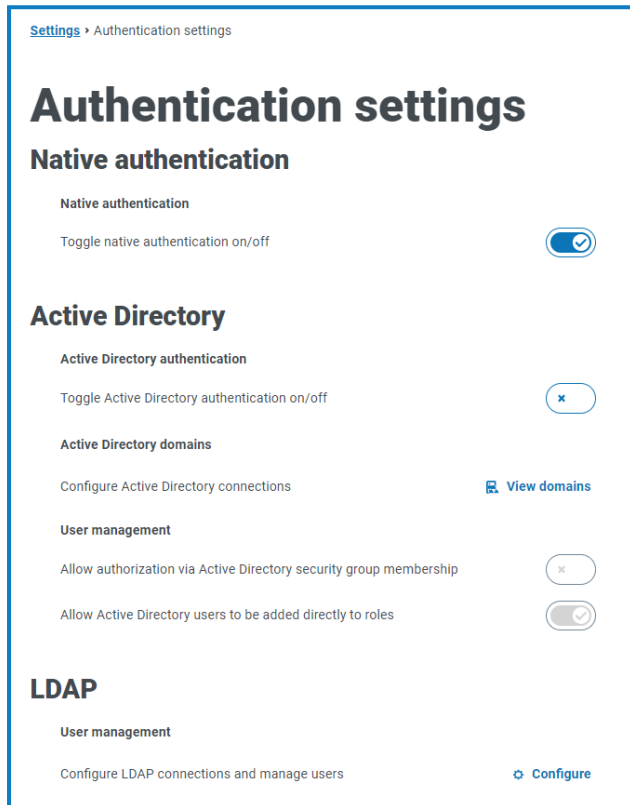 Settings › Authentication settings
Authentication settings
Native authentication
Native authentication
Toggle native authentication on/off
Active Directory
Active Directory authentication
Toggle Active Directory authentication on/off
Active Directory domains
Configure Active Directory connections View domains
User management
Allow authorization via Active Directory security group membership
Allow Active Directory users to be added directly to roles
LDAP
User management
Configure LDAP connections and manage users Configure